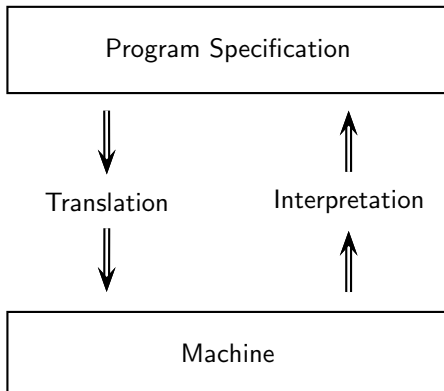 Program Specification
Translation
Interpretation
Machine